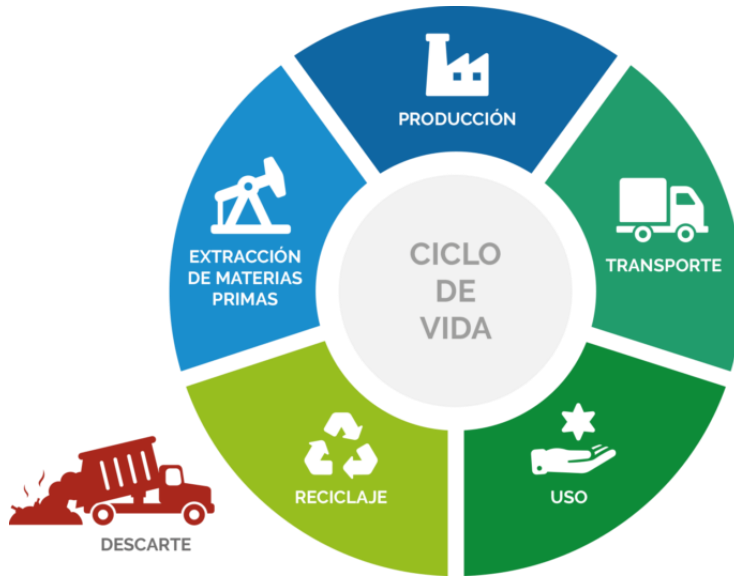 PRODUCCIÓN
TRANSPORTE
USO
RECICLAJE
EXTRACCIÓN
DE MATERIAS
PRIMAS
CICLO
DE
VIDA
DESCARTE